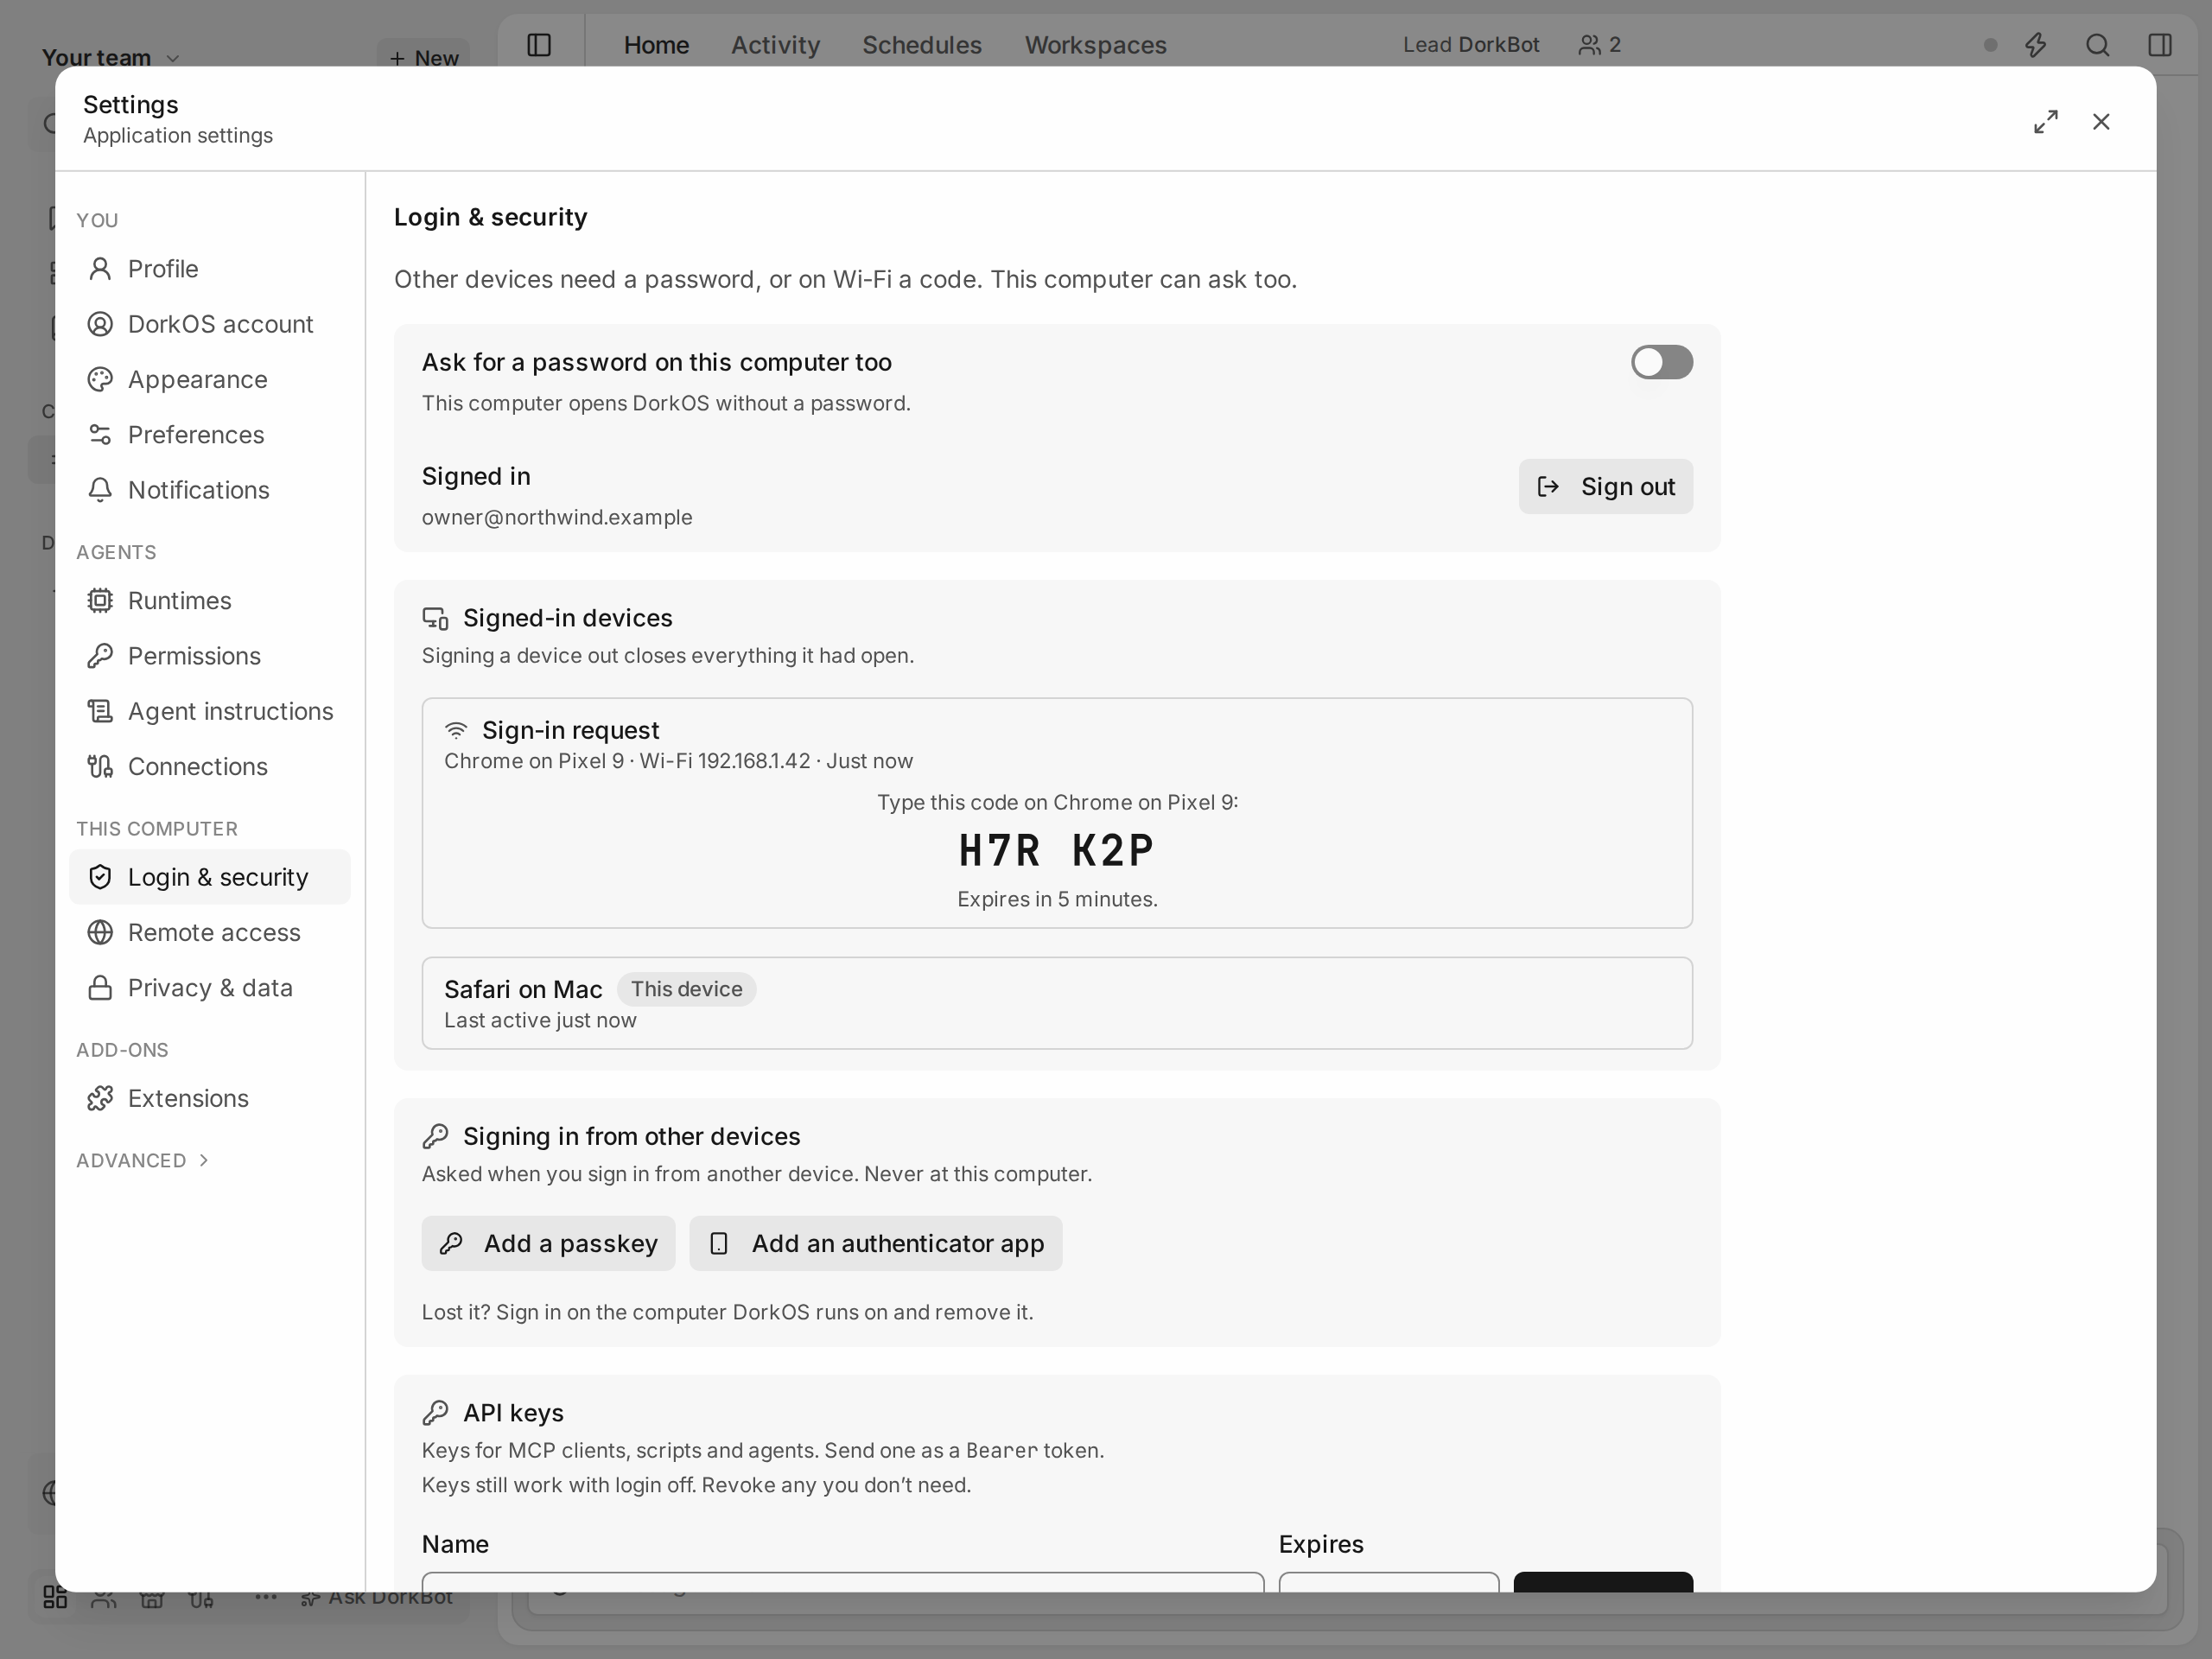 Your team
New
Home
Activity
Schedules
Workspaces
Lead DorkBot
2
Settings
Application settings
YOU
Profile
DorkOS account
Appearance
Preferences
Notifications
AGENTS
Runtimes
Permissions
Agent instructions
Connections
THIS COMPUTER
Login & security
Remote access
Privacy & data
ADD-ONS
Extensions
ADVANCED
Login & security
Other devices need a password, or on Wi-Fi a code. This computer can ask too.
Ask for a password on this computer too
This computer opens DorkOS without a password.
Signed in
owner@northwind.example
Sign out
Signed-in devices
Signing a device out closes everything it had open.
Sign-in request
Chrome on Pixel 9 · Wi-Fi 192.168.1.42 · Just now
Type this code on Chrome on Pixel 9:
H7R K2P
Expires in 5 minutes.
Safari on Mac This device
Last active just now
Signing in from other devices
Asked when you sign in from another device. Never at this computer.
Add a passkey
Add an authenticator app
Lost it? Sign in on the computer DorkOS runs on and remove it.
API keys
Keys for MCP clients, scripts and agents. Send one as a Bearer token.
Keys still work with login off. Revoke any you don’t need.
Name
Expires
Ask DorkBot